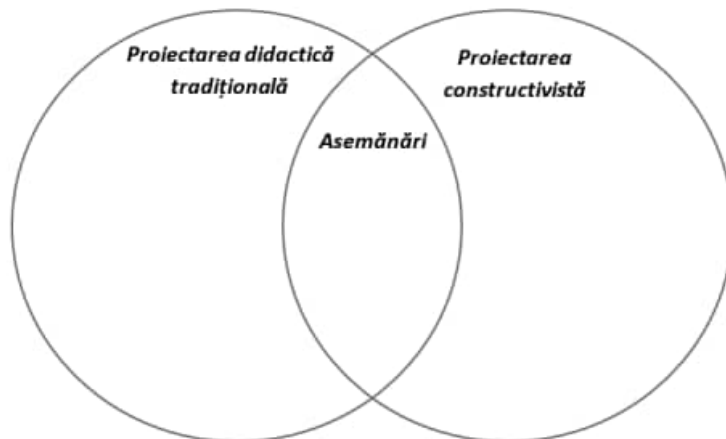 Proiectarea didactică
tradițională
Proiectarea
constructivistă
Asemănări